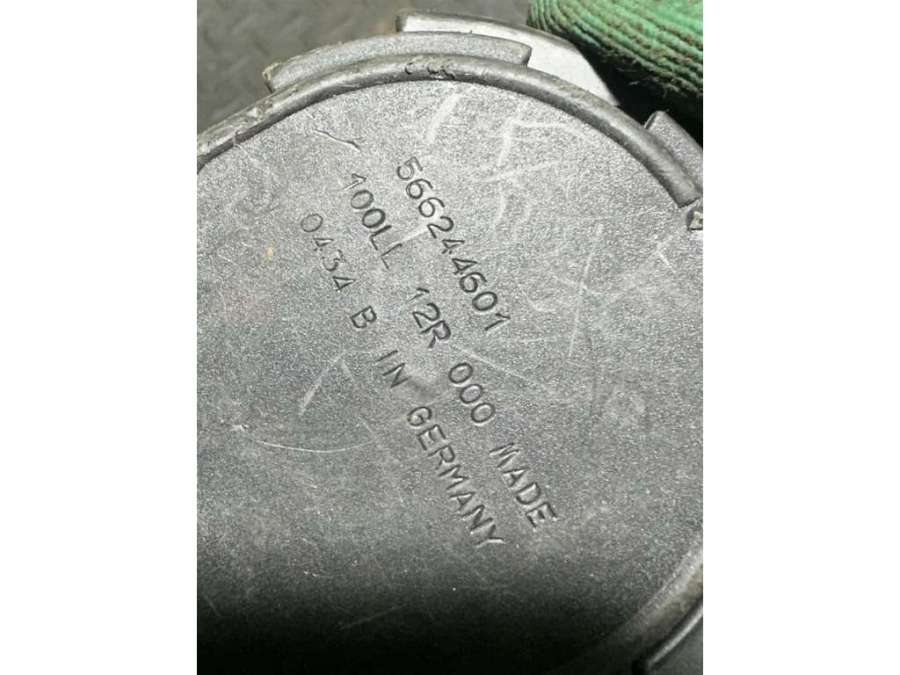 566244601
100LL 12R 000 MADE
0434 B IN GERMANY